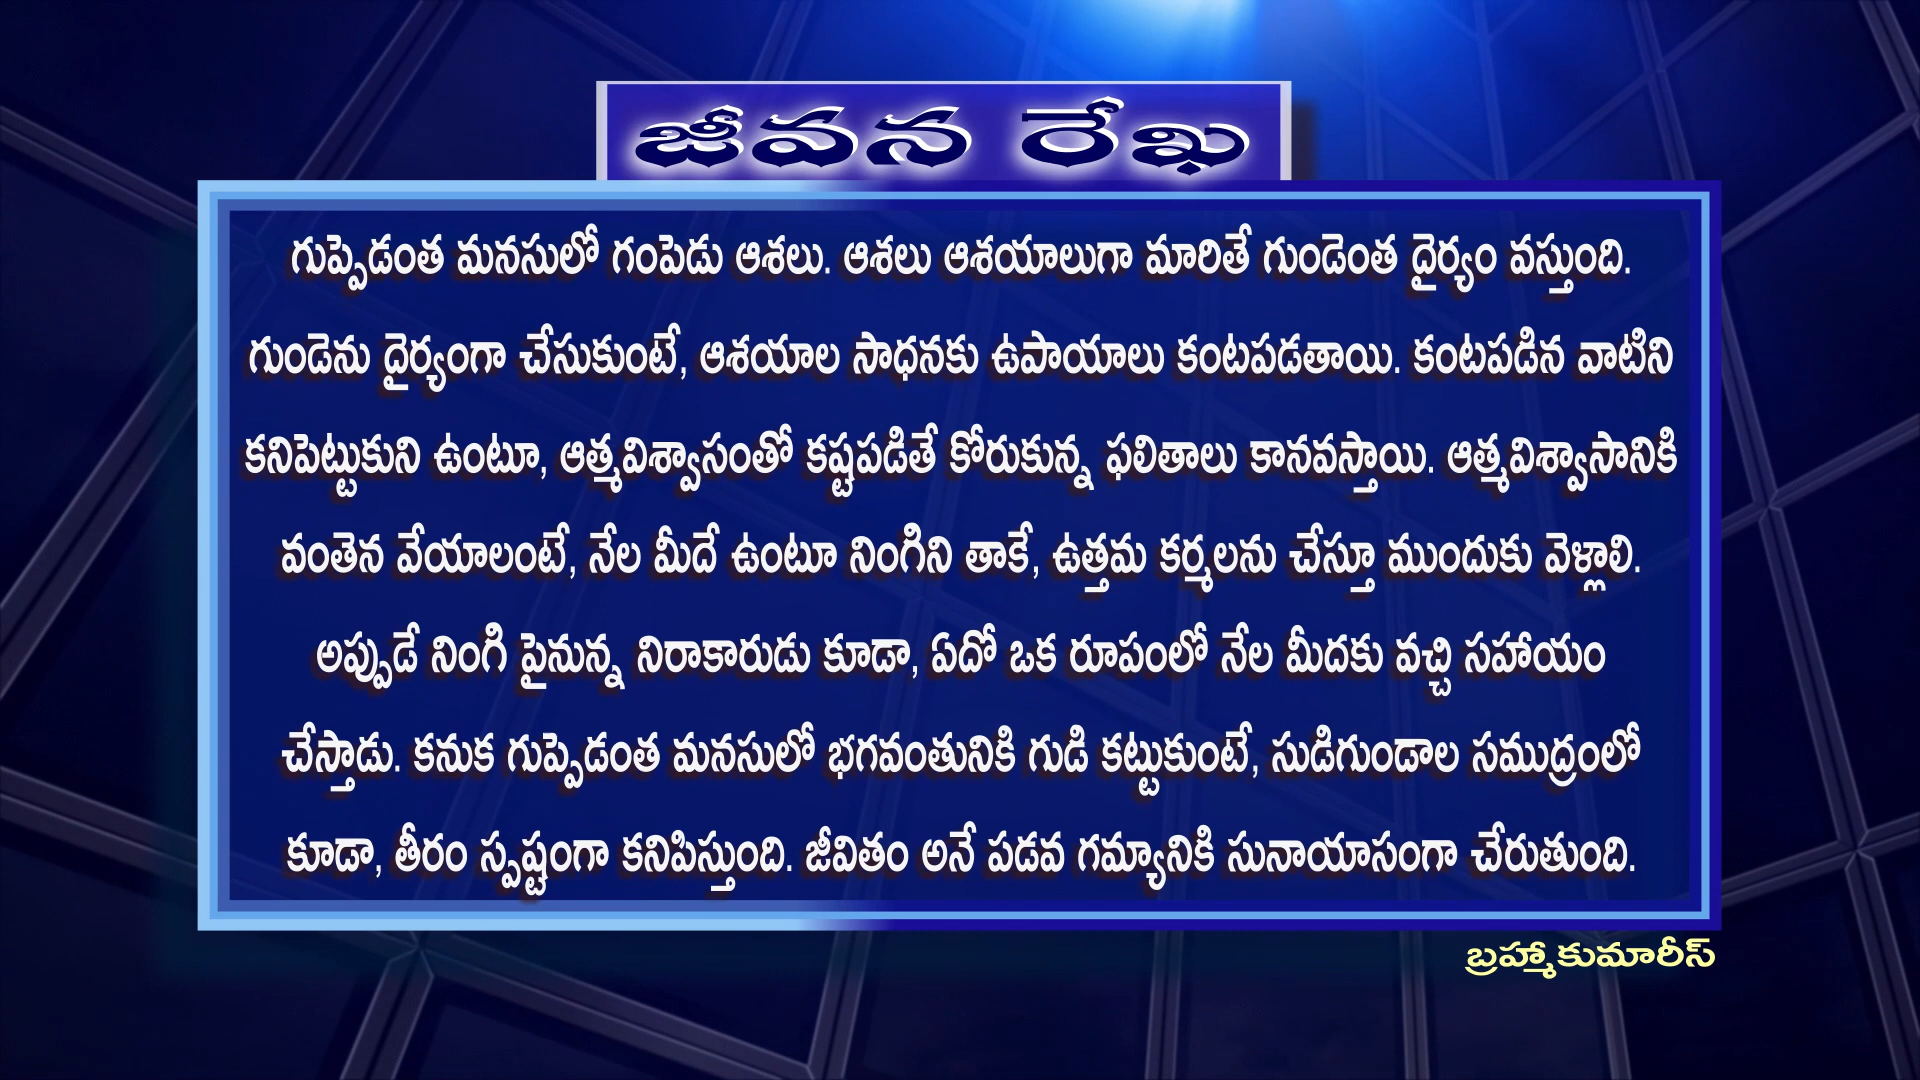 జీవన రేఖ
గుప్పెడంత మనసులో గంపెడు ఆశలు. ఆశలు ఆశయాలుగా మారితే గుండెంత దైర్యం వస్తుంది.
గుండెను దైర్యంగా చేసుకుంటే, ఆశయాల సాధనకు ఉపాయాలు కంటపడతాయి. కంటపడిన వాటిని
కనిపెట్టుకుని ఉంటూ, ఆత్మవిశ్వాసంతో కష్టపడితే కోరుకున్న ఫలితాలు కానవస్తాయి. ఆత్మవిశ్వాసానికి
వంతెన వేయాలంటే, నేల మీదే ఉంటూ నింగిని తాకే, ఉత్తమ కర్మలను చేస్తూ ముందుకు వెళ్లాలి.
అప్పుడే నింగి పైనున్న నిరాకారుడు కూడా, ఏదో ఒక రూపంలో నేల మీదకు వచ్చి సహాయం
చేస్తాడు. కనుక గుప్పెడంత మనసులో భగవంతునికి గుడి కట్టుకుంటే, సుడిగుండాల సముద్రంలో
కూడా, తీరం స్పష్టంగా కనిపిస్తుంది. జీవితం అనే పడవ గమ్యానికి సునాయాసంగా చేరుతుంది.
బ్రహ్మాకుమారీస్